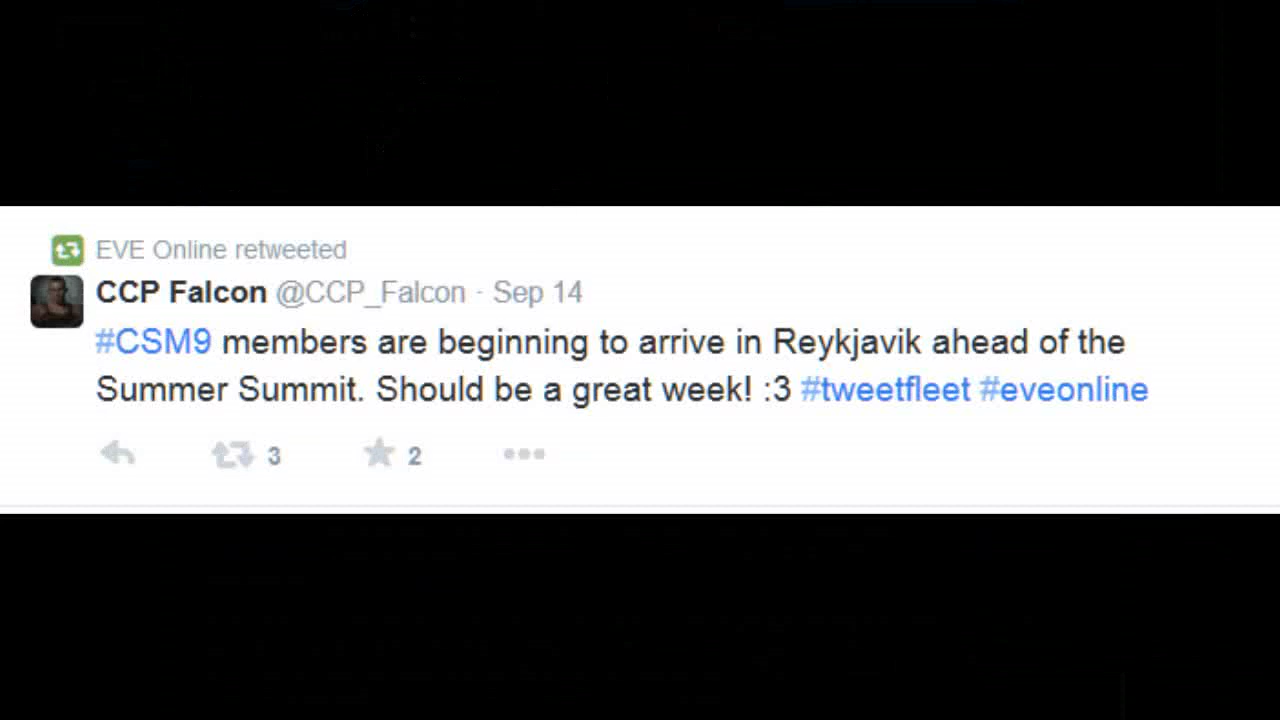 EVE Online retweeted
CCP Falcon @CCP_Falcon · Sep 14
#CSM9 members are beginning to arrive in Reykjavik ahead of the
Summer Summit. Should be a great week! :3 #tweetfleet #eveonline
3 2